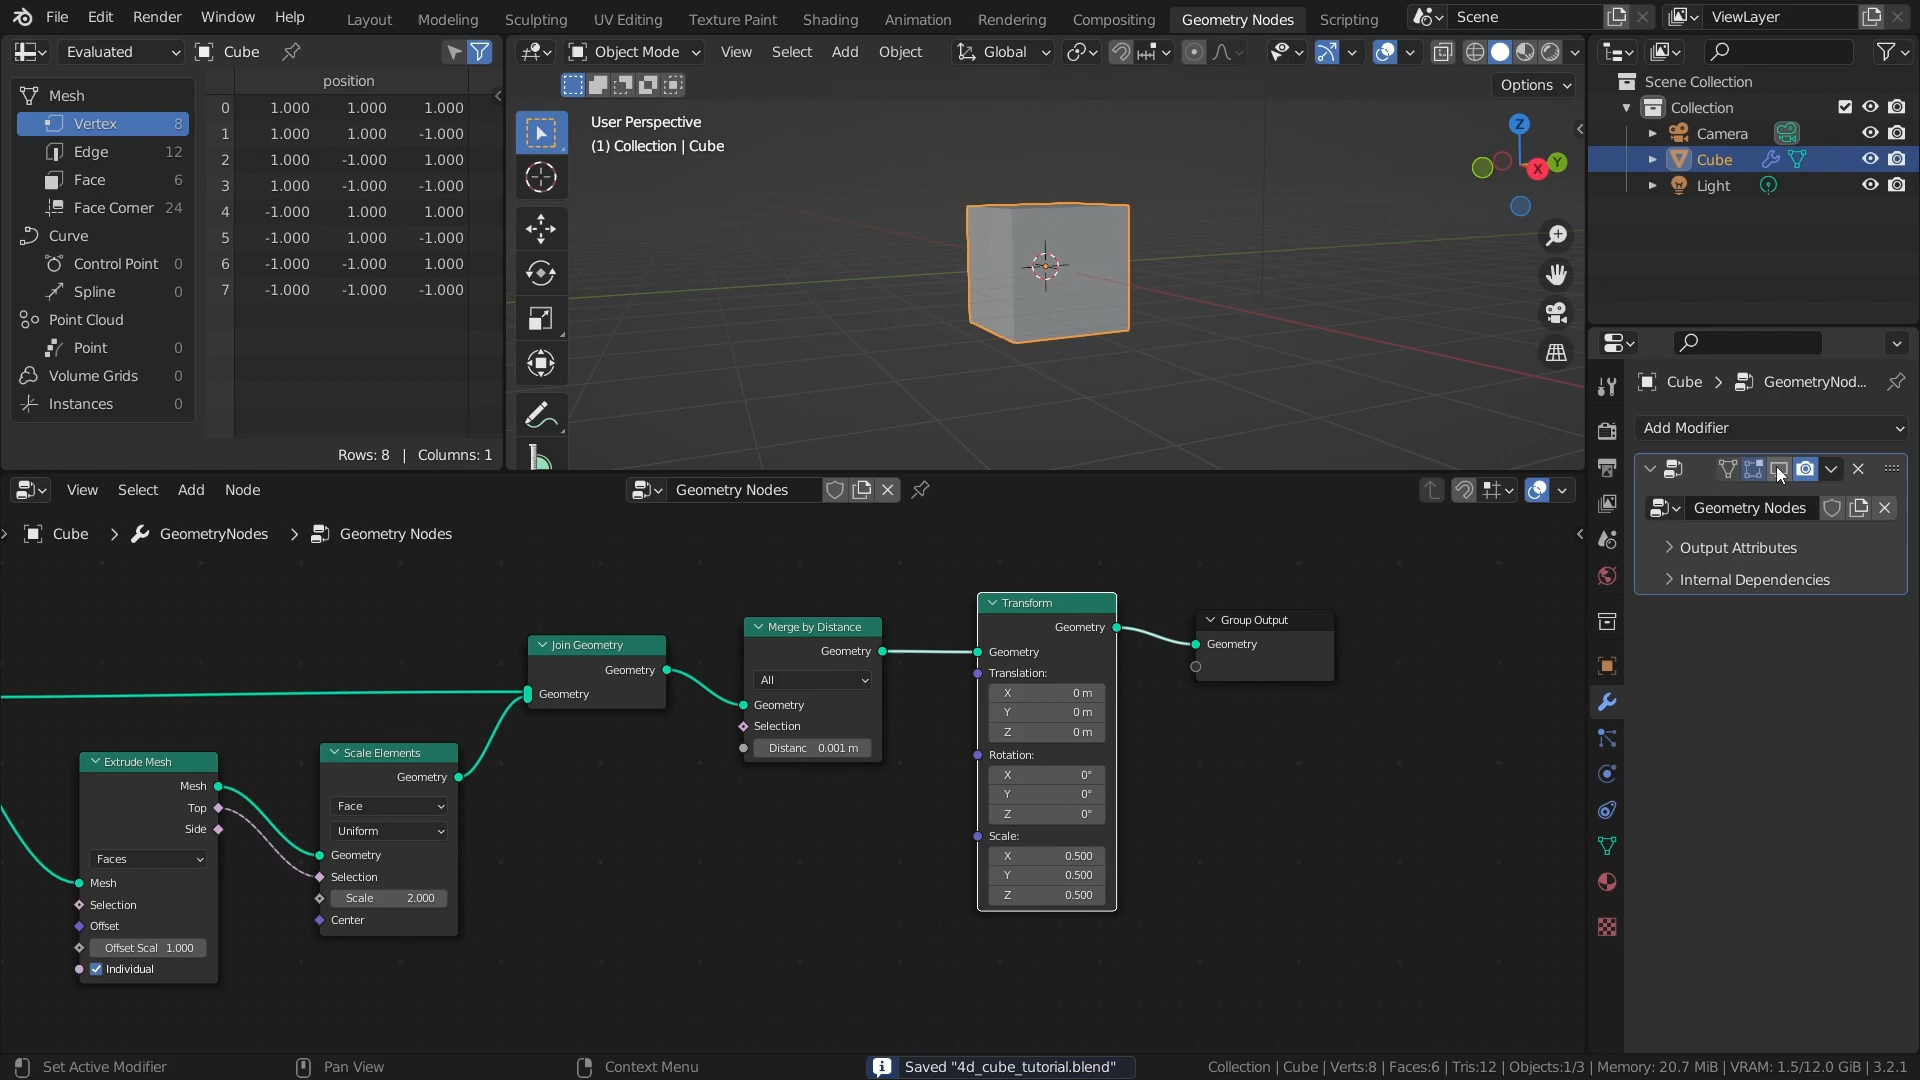 File Edit Render Window Help Layout Modeling Sculpting UV Editing Texture Paint Shading Animation Rendering Compositing Geometry Nodes Scripting Scene ViewLayer
Evaluated Cube
position
Mesh
Vertex 8
Edge 12
Face 6
Face Corner 24
Curve
Control Point 0
Spline 0
Point Cloud
Point 0
Volume Grids 0
Instances 0
0 1.000 1.000 1.000
1 1.000 1.000 -1.000
2 1.000 -1.000 1.000
3 1.000 -1.000 -1.000
4 -1.000 1.000 1.000
5 -1.000 1.000 -1.000
6 -1.000 -1.000 1.000
7 -1.000 -1.000 -1.000
Rows: 8 | Columns: 1
Object Mode View Select Add Object Global
Options
User Perspective
(1) Collection | Cube
Z
Y
X
Scene Collection
Collection
Camera
Cube
Light
Cube GeometryNod...
Add Modifier
Geometry Nodes
Output Attributes
Internal Dependencies
View Select Add Node Geometry Nodes
Cube GeometryNodes Geometry Nodes
Extrude Mesh
Mesh
Top
Side
Faces
Mesh
Selection
Offset
Offset Scal 1.000
Individual
Scale Elements
Geometry
Face
Uniform
Geometry
Selection
Scale 2.000
Center
Join Geometry
Geometry
Geometry
Merge by Distance
Geometry
All
Geometry
Selection
Distanc 0.001 m
Transform
Geometry
Geometry
Translation:
X 0 m
Y 0 m
Z 0 m
Rotation:
X 0°
Y 0°
Z 0°
Scale:
X 0.500
Y 0.500
Z 0.500
Group Output
Geometry
Set Active Modifier Pan View Context Menu Saved "4d_cube_tutorial.blend" Collection | Cube | Verts:8 | Faces:6 | Tris:12 | Objects:1/3 | Memory: 20.7 MiB | VRAM: 1.5/12.0 GiB | 3.2.1